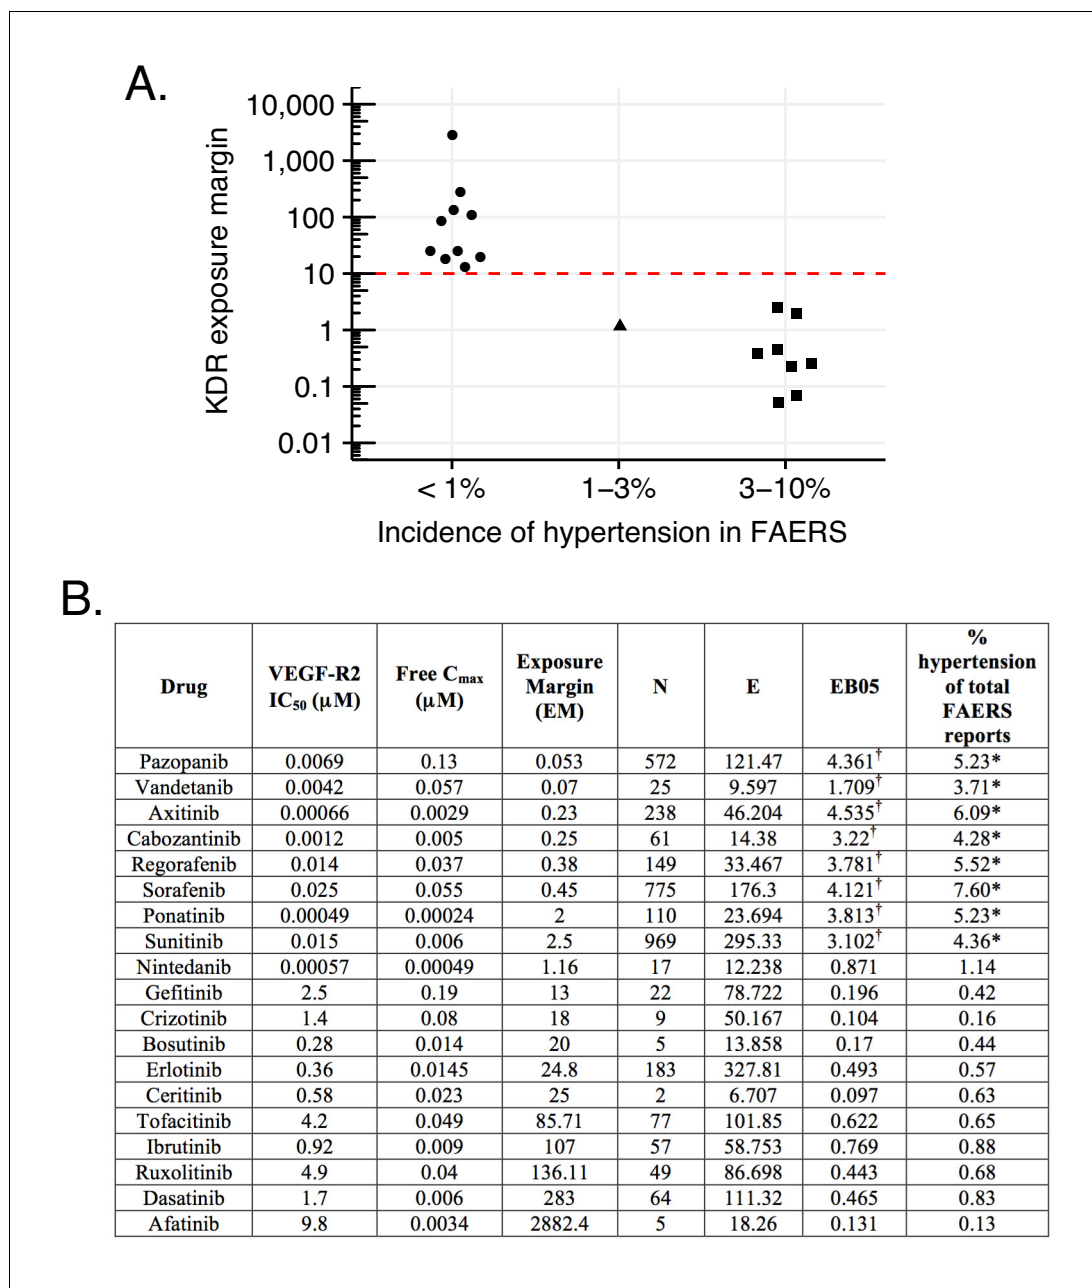 A.
KDR exposure margin
10,000
1,000
100
10
1
0.1
0.01
< 1%
1–3%
3–10%
Incidence of hypertension in FAERS
B.
Drug VEGF-R2 IC50 (μM) Free Cmax (μM) Exposure Margin (EM) N E EB05 % hypertension of total FAERS reports
Pazopanib 0.0069 0.13 0.053 572 121.47 4.361† 5.23*
Vandetanib 0.0042 0.057 0.07 25 9.597 1.709† 3.71*
Axitinib 0.00066 0.0029 0.23 238 46.204 4.535† 6.09*
Cabozantinib 0.0012 0.005 0.25 61 14.38 3.22† 4.28*
Regorafenib 0.014 0.037 0.38 149 33.467 3.781† 5.52*
Sorafenib 0.025 0.055 0.45 775 176.3 4.121† 7.60*
Ponatinib 0.00049 0.00024 2 110 23.694 3.813† 5.23*
Sunitinib 0.015 0.006 2.5 969 295.33 3.102† 4.36*
Nintedanib 0.00057 0.00049 1.16 17 12.238 0.871 1.14
Gefitinib 2.5 0.19 13 22 78.722 0.196 0.42
Crizotinib 1.4 0.08 18 9 50.167 0.104 0.16
Bosutinib 0.28 0.014 20 5 13.858 0.17 0.44
Erlotinib 0.36 0.0145 24.8 183 327.81 0.493 0.57
Ceritinib 0.58 0.023 25 2 6.707 0.097 0.63
Tofacitinib 4.2 0.049 85.71 77 101.85 0.622 0.65
Ibrutinib 0.92 0.009 107 57 58.753 0.769 0.88
Ruxolitinib 4.9 0.04 136.11 49 86.698 0.443 0.68
Dasatinib 1.7 0.006 283 64 111.32 0.465 0.83
Afatinib 9.8 0.0034 2882.4 5 18.26 0.131 0.13